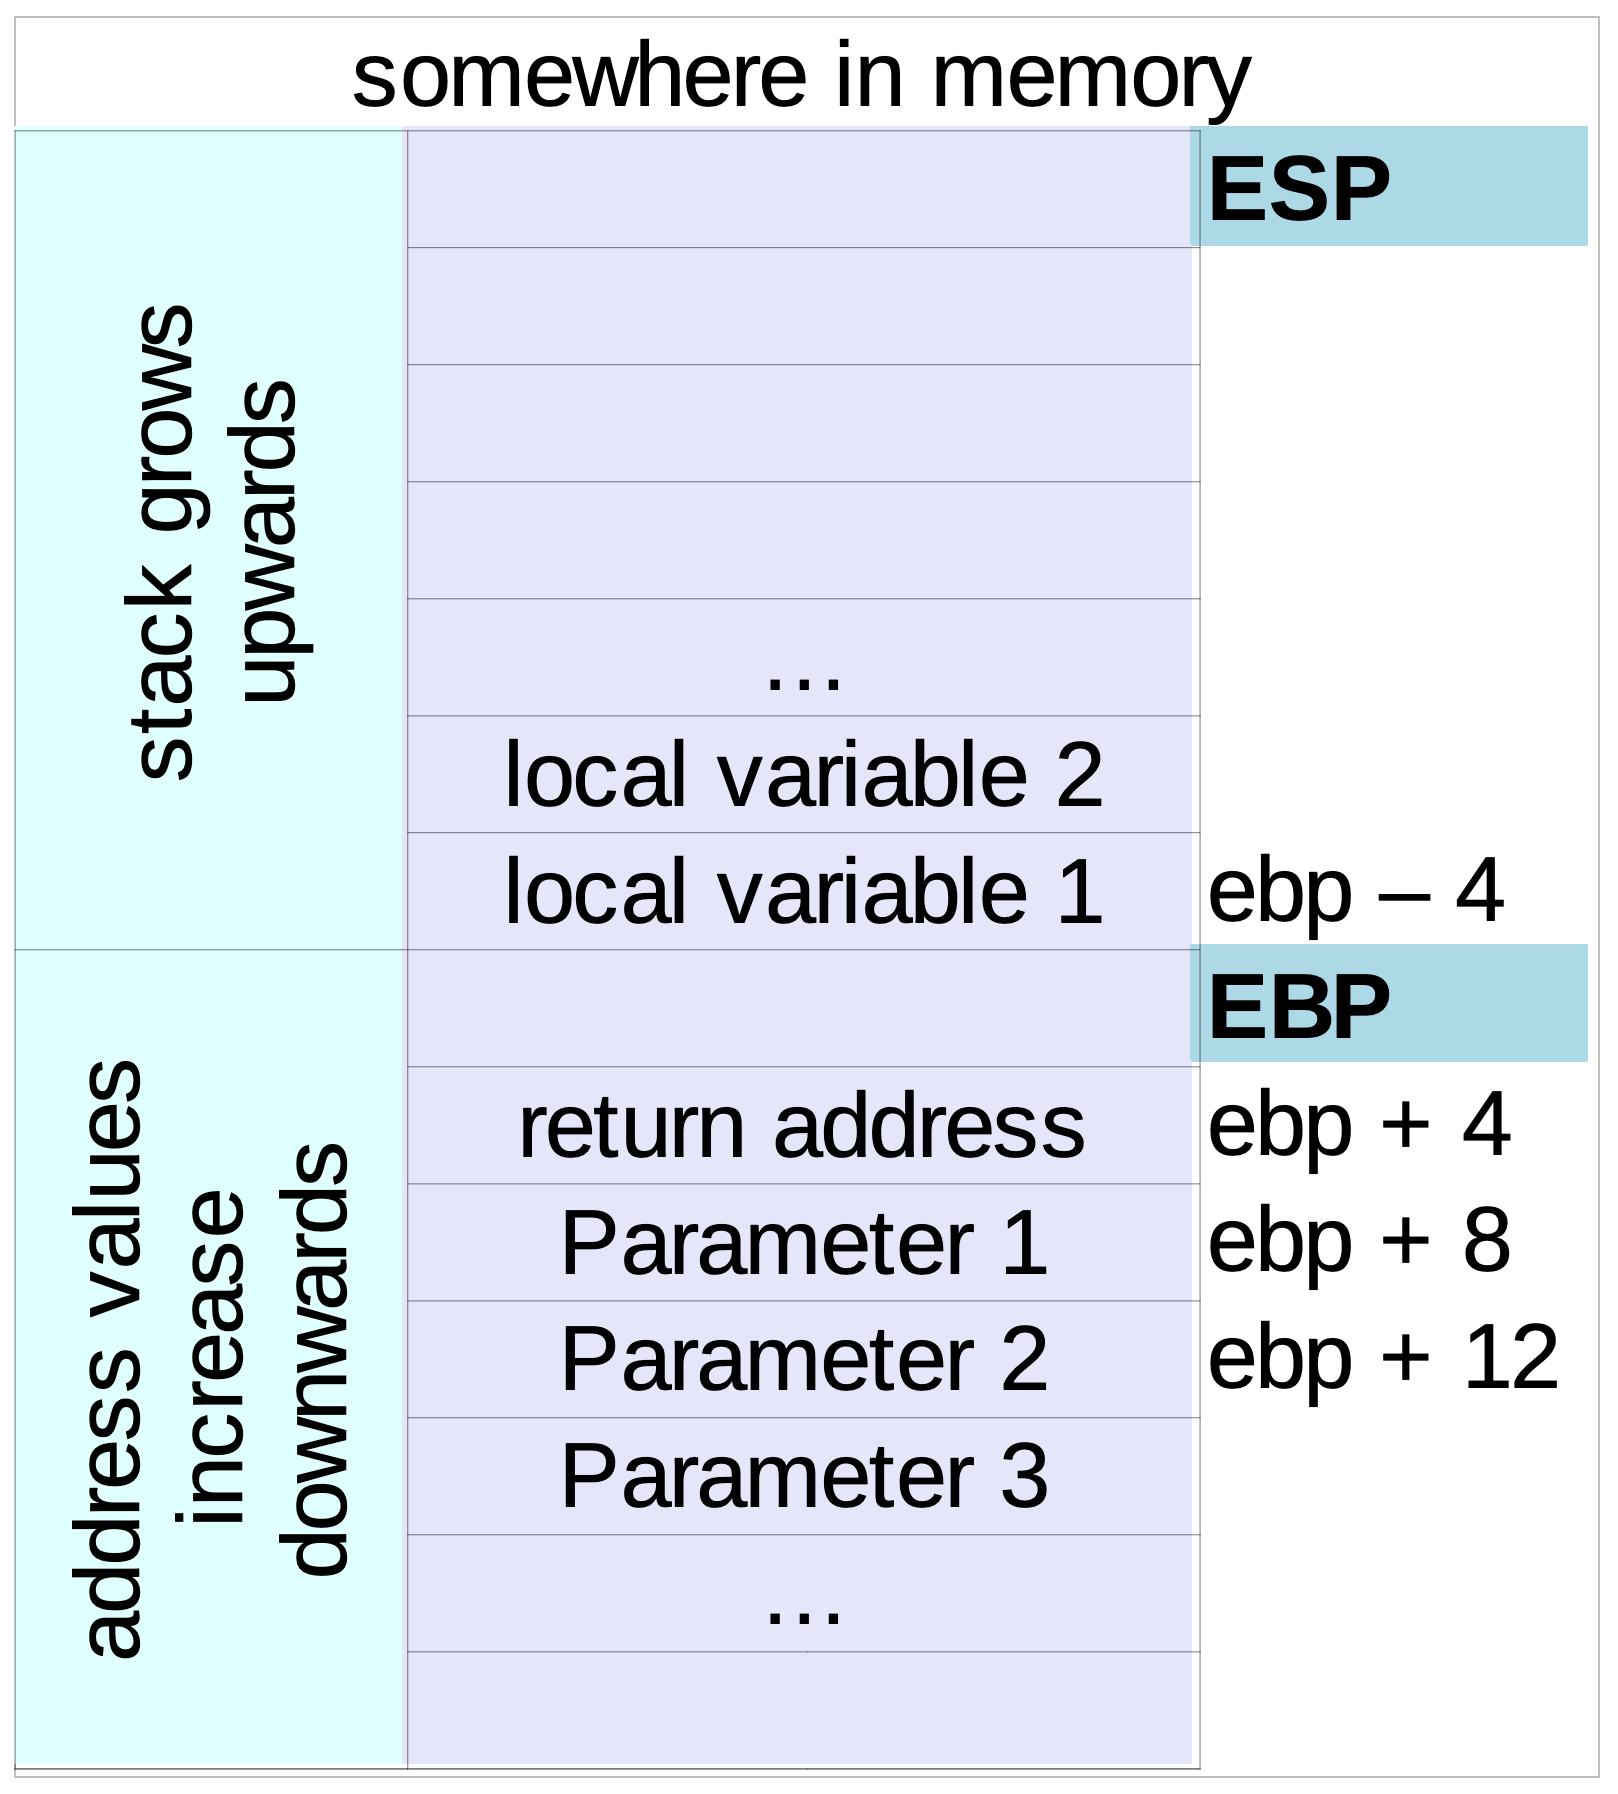 somewhere in memory
ESP
stack grows
upwards
...
local variable 2
local variable 1 ebp – 4
EBP
address values
increase
downwards
return address ebp + 4
Parameter 1 ebp + 8
Parameter 2 ebp + 12
Parameter 3
...